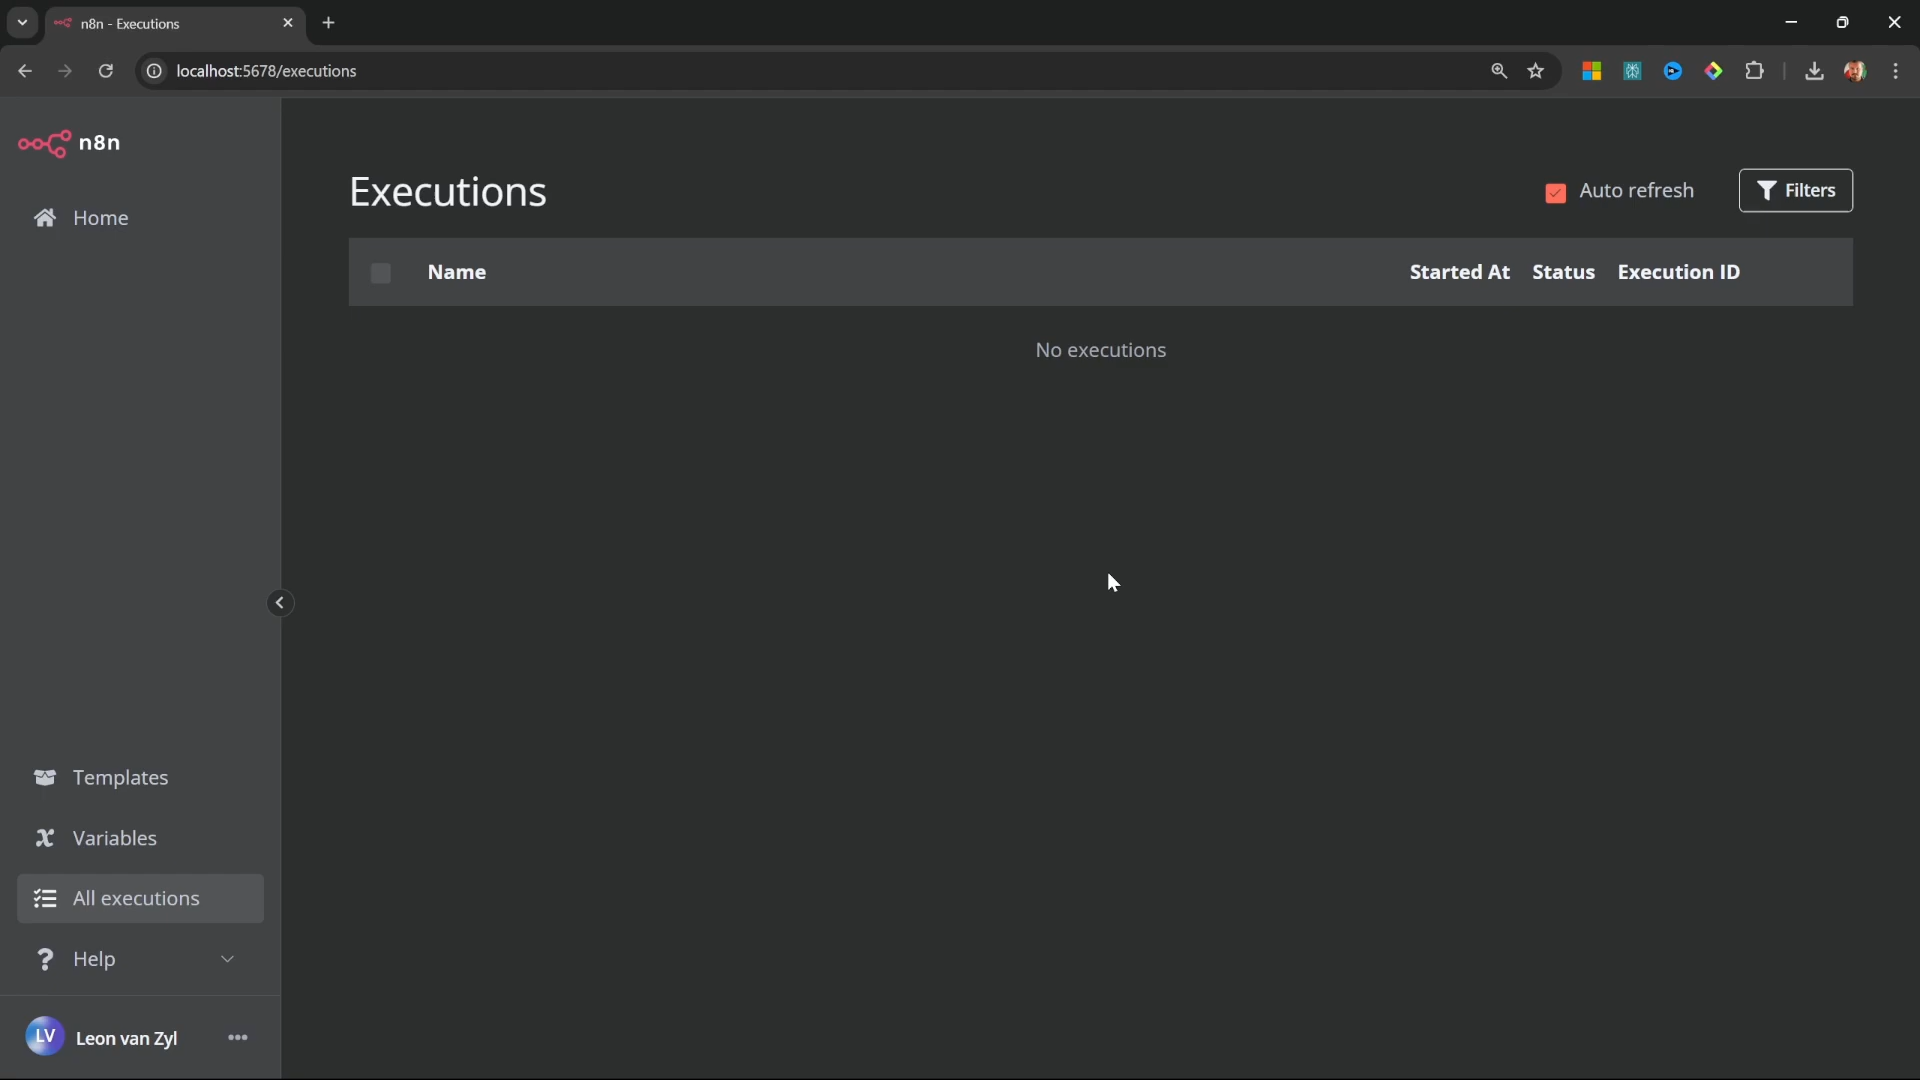 n8n - Executions
localhost:5678/executions
n8n
Home
Executions
Auto refresh
Filters
Name
Started At
Status
Execution ID
No executions
Templates
Variables
All executions
Help
LV
Leon van Zyl